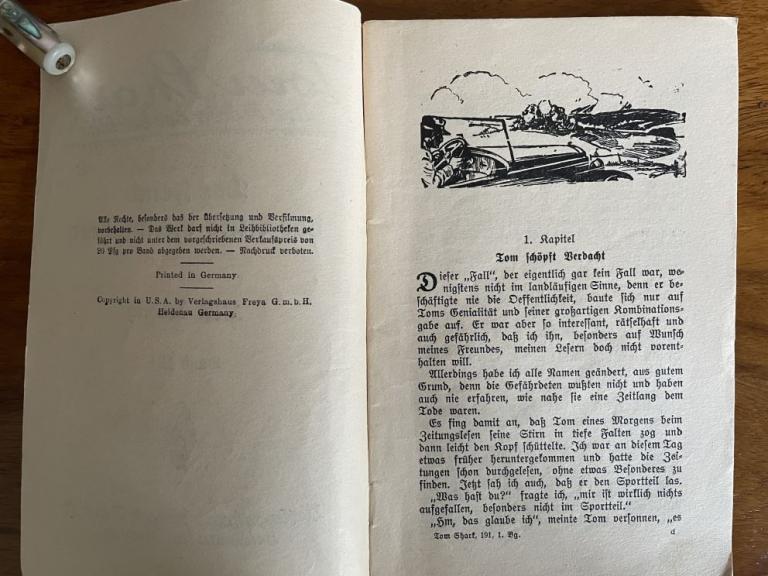 Alle Rechte, besonders das der Übersetzung und Verfilmung,
vorbehalten. — Das Werk darf nicht in Leihbibliotheken ge-
führt und nicht unter dem vorgeschriebenen Verkaufspreis von
20 Pfg pro Band abgegeben werden. — Nachdruck verboten.
Printed in Germany
Copyright in U.S.A. by Verlagshaus Freya G.m.b.H,
Heidenau Germany.
1. Kapitel
Tom schöpft Verdacht
Dieser „Fall“, der eigentlich gar kein Fall war, we-
nigstens nicht im landläufigen Sinne, denn er be-
schäftigte nie die Oeffentlichkeit, baute sich nur auf
Toms Genialität und seiner großartigen Kombinations-
gabe auf. Er war aber so interessant, rätselhaft und
auch gefährlich, daß ich ihn, besonders auf Wunsch
meines Freundes, meinen Lesern doch nicht vorent-
halten will.
Allerdings habe ich alle Namen geändert, aus gutem
Grund, denn die Gefährdeten wußten nicht und haben
auch nie erfahren, wie nahe sie eine Zeitlang dem
Tode waren.
Es fing damit an, daß Tom eines Morgens beim
Zeitungslesen seine Stirn in tiefe Falten zog und
dann leicht den Kopf schüttelte. Ich war an diesem Tag
etwas früher heruntergekommen und hatte die Zei-
tungen schon durchgelesen, ohne etwas Besonderes zu
finden. Jetzt sah ich auch, daß er den Sportteil las.
„Was hast du?“ fragte ich, „mir ist wirklich nichts
aufgefallen, besonders nicht im Sportteil.“
„Hm, das glaube ich“, meinte Tom versonnen, „es
Tom Shark, 191, 1. Bg. d